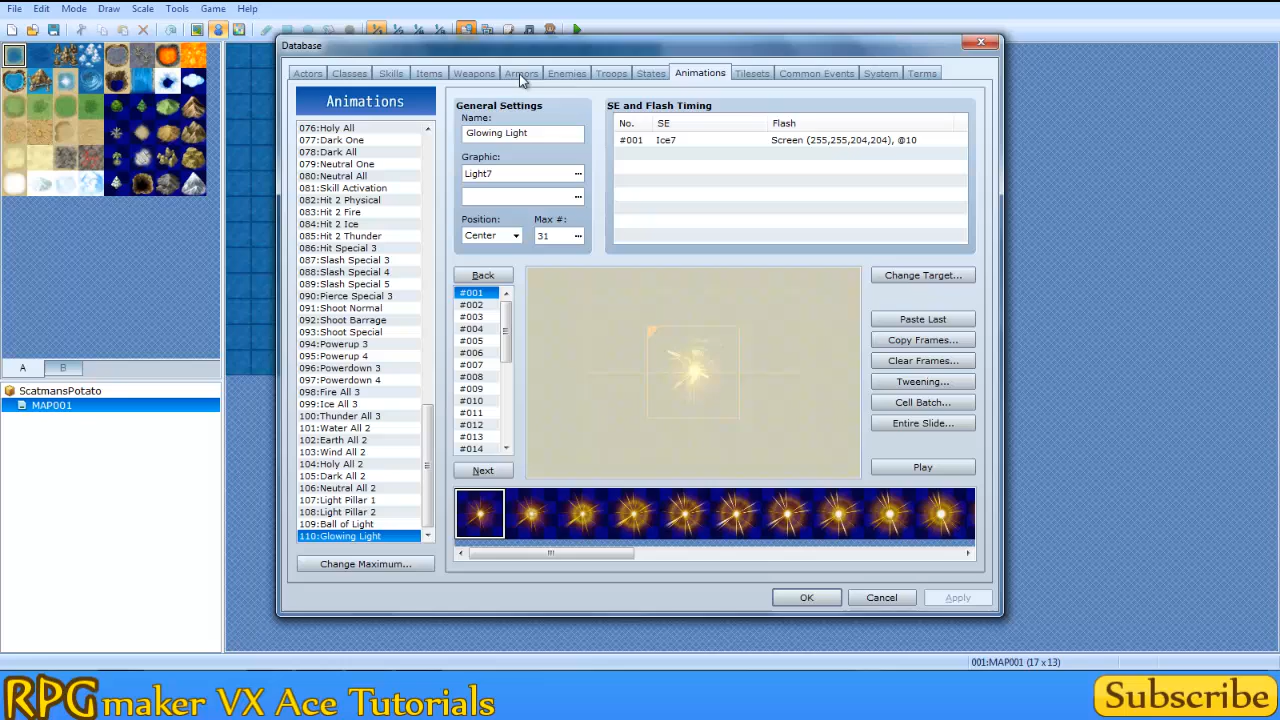 File Edit Mode Draw Scale Tools Game Help
Database
Actors Classes Skills Items Weapons Armors Enemies Troops States Animations Tilesets Common Events System Terms
Animations
076:Holy All
077:Dark One
078:Dark All
079:Neutral One
080:Neutral All
081:Skill Activation
082:Hit 2 Physical
083:Hit 2 Fire
084:Hit 2 Ice
085:Hit 2 Thunder
086:Hit Special 3
087:Slash Special 3
088:Slash Special 4
089:Slash Special 5
090:Pierce Special 3
091:Shoot Normal
092:Shoot Barrage
093:Shoot Special
094:Powerup 3
095:Powerup 4
096:Powerdown 3
097:Powerdown 4
098:Fire All 3
099:Ice All 3
100:Thunder All 3
101:Water All 2
102:Earth All 2
103:Wind All 2
104:Holy All 2
105:Dark All 2
106:Neutral All 2
107:Light Pillar 1
108:Light Pillar 2
109:Ball of Light
110:Glowing Light
Change Maximum...
General Settings
Name:
Glowing Light
Graphic:
Light7
Position: Max #:
Center 31
SE and Flash Timing
No. SE Flash
#001 Ice7 Screen (255,255,204,204), @10
Back
#001
#002
#003
#004
#005
#006
#007
#008
#009
#010
#011
#012
#013
#014
Next
Change Target...
Paste Last
Copy Frames...
Clear Frames...
Tweening...
Cell Batch...
Entire Slide...
Play
OK Cancel Apply
A B
ScatmansPotato
MAP001
001:MAP001 (17 x 13)
RPG maker VX Ace Tutorials
Subscribe